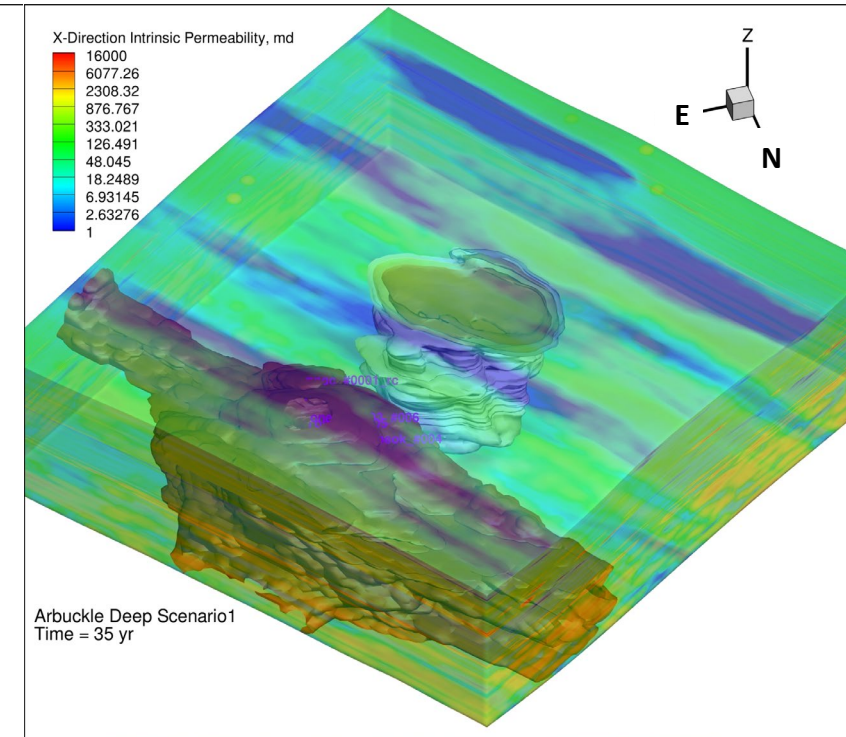 X-Direction Intrinsic Permeability, md
16000
6077.26
2308.32
876.767
333.021
126.491
48.045
18.2489
6.93145
2.63276
1
Z
E
N
Arbuckle Deep Scenario1
Time = 35 yr